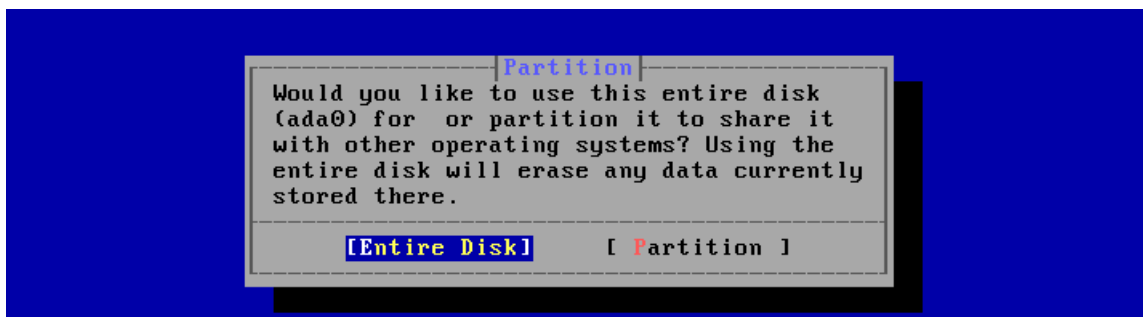 Partition
Would you like to use this entire disk
(ada0) for  or partition it to share it
with other operating systems? Using the
entire disk will erase any data currently
stored there.
[Entire Disk] [ Partition ]